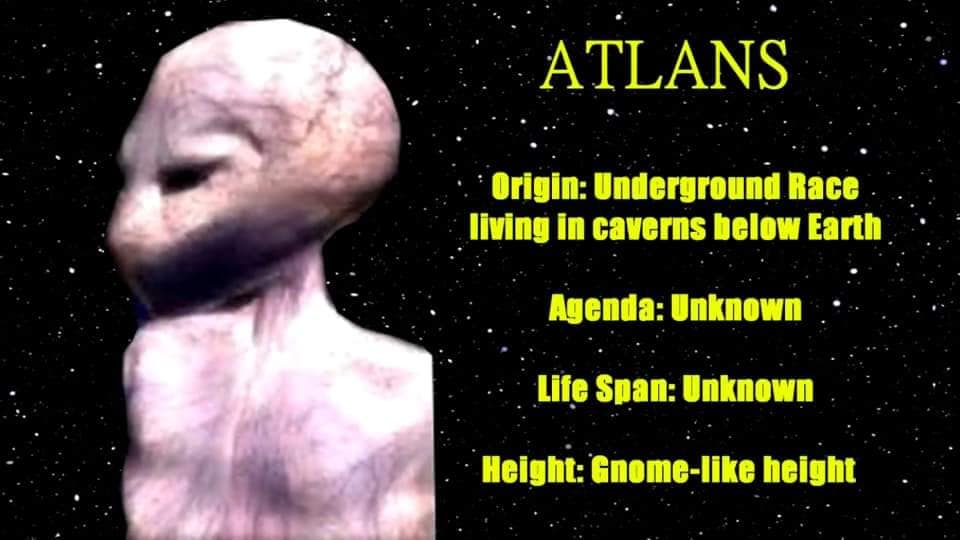 ATLANS
Origin: Underground Race
living in caverns below Earth
Agenda: Unknown
Life Span: Unknown
Height: Gnome-like height